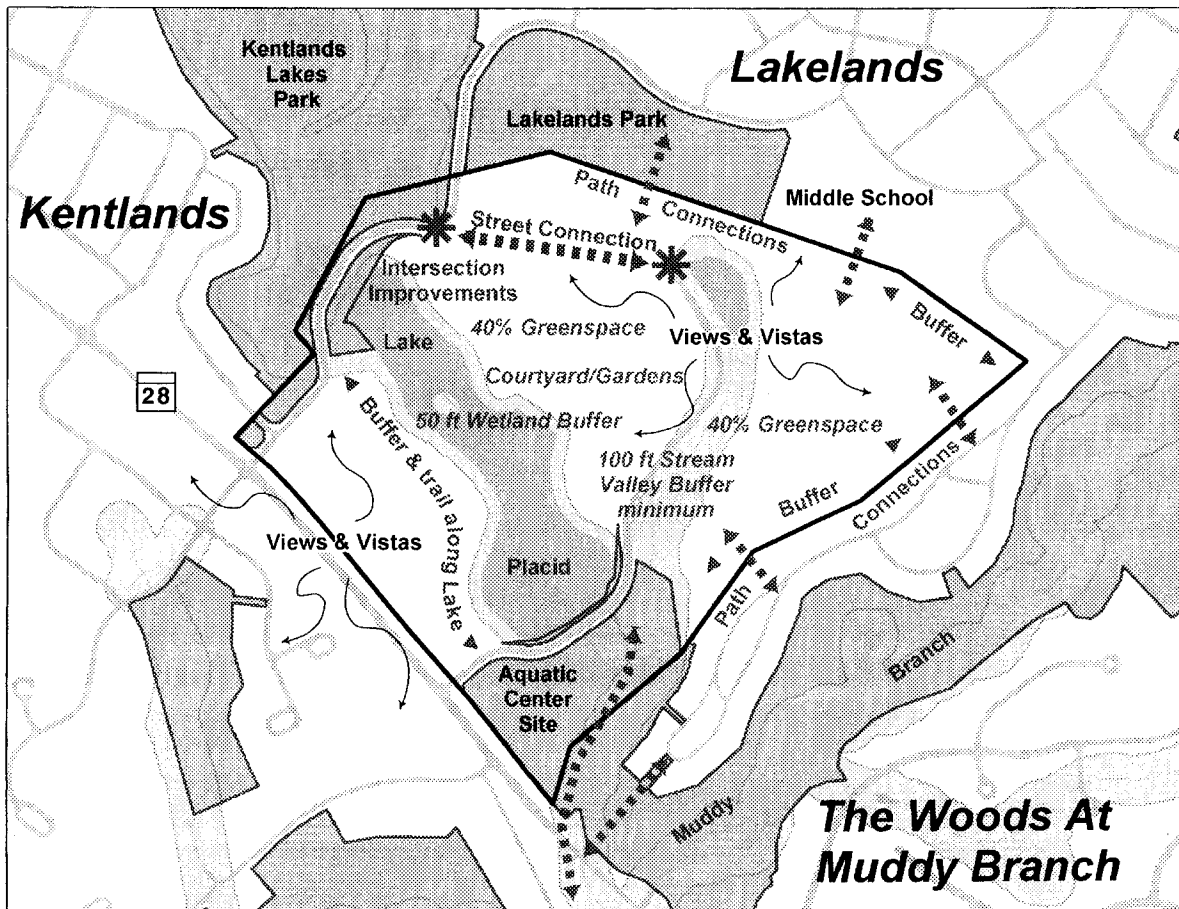 Kentlands
Lakes
Park
Lakelands
Lakelands Park
Kentlands
Path Connections
Middle School
Street Connection
Intersection
Improvements
40% Greenspace
Views & Vistas
Buffer
Lake
28
Courtyard/Gardens
50 ft Wetland Buffer
40% Greenspace
Buffer & trail along Lake
100 ft Stream
Valley Buffer
minimum
Buffer
Path Connections
Views & Vistas
Placid
Aquatic
Center
Site
Branch
Muddy
The Woods At
Muddy Branch